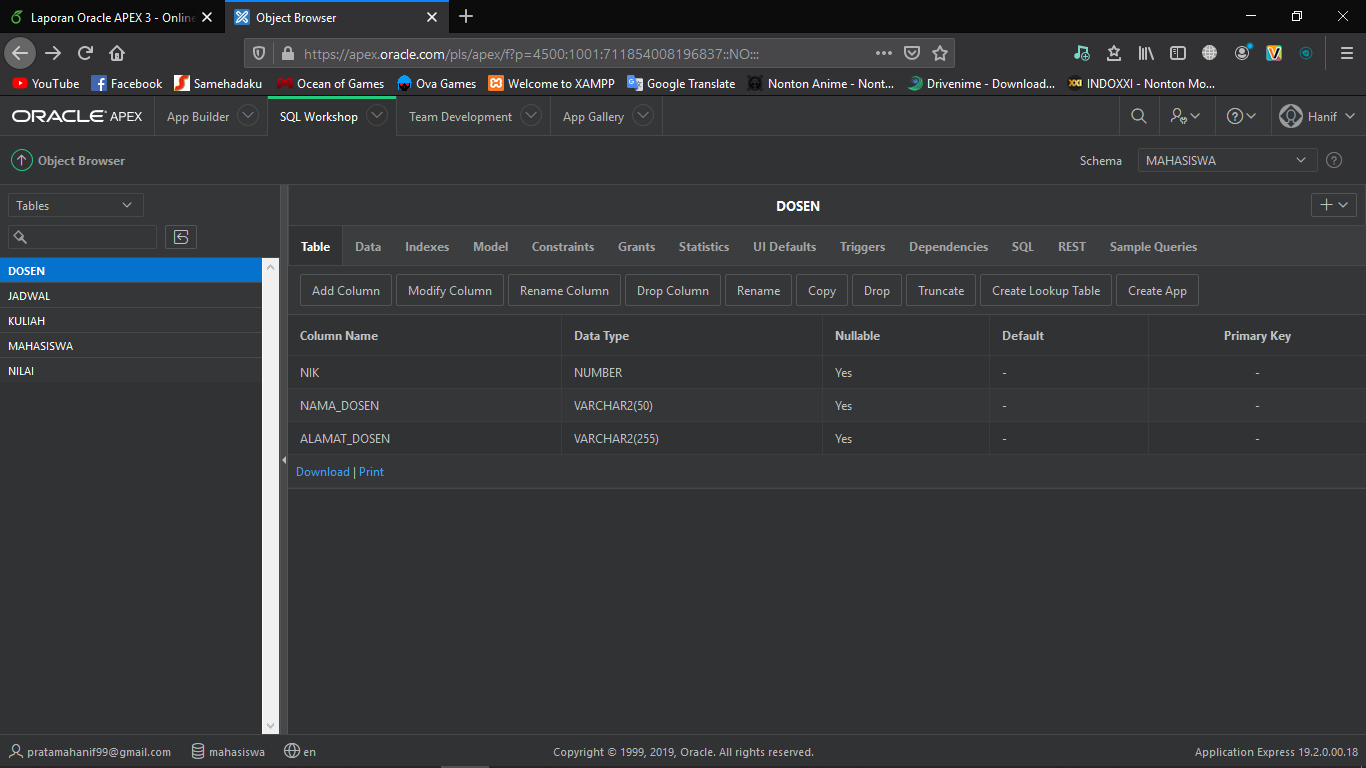 Laporan Oracle APEX 3 - Online
Object Browser
https://apex.oracle.com/pls/apex/f?p=4500:1001:711854008196837::NO:::
YouTube Facebook Samehadaku Ocean of Games Ova Games Welcome to XAMPP Google Translate Nonton Anime - Nont... Drivenime - Download... INDOXXI - Nonton Mo...
ORACLE APEX App Builder SQL Workshop Team Development App Gallery Hanif
Object Browser Schema MAHASISWA
Tables
DOSEN
JADWAL
KULIAH
MAHASISWA
NILAI
DOSEN
Table Data Indexes Model Constraints Grants Statistics UI Defaults Triggers Dependencies SQL REST Sample Queries
Add Column Modify Column Rename Column Drop Column Rename Copy Drop Truncate Create Lookup Table Create App
Column Name Data Type Nullable Default Primary Key
NIK NUMBER Yes - -
NAMA_DOSEN VARCHAR2(50) Yes - -
ALAMAT_DOSEN VARCHAR2(255) Yes - -
Download | Print
pratamahanif99@gmail.com mahasiswa en Copyright © 1999, 2019, Oracle. All rights reserved. Application Express 19.2.0.00.18